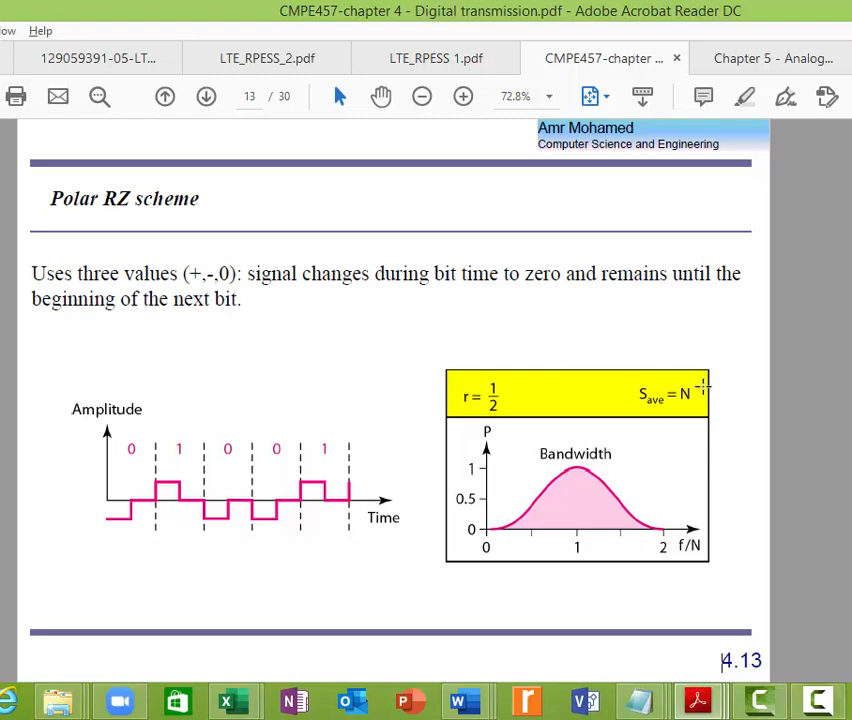 CMPE457-chapter 4 - Digital transmission.pdf - Adobe Acrobat Reader DC
ow Help
129059391-05-LT... LTE_RPESS_2.pdf LTE_RPESS 1.pdf CMPE457-chapter ... × Chapter 5 - Analog...
13 / 30 72.8%
Amr Mohamed
Computer Science and Engineering
Polar RZ scheme
Uses three values (+,-,0): signal changes during bit time to zero and remains until the
beginning of the next bit.
Amplitude
0 1 0 0 1
Time
r = 1/2 Save = N
P
Bandwidth
1
0.5
0
0 1 2 f/N
4.13